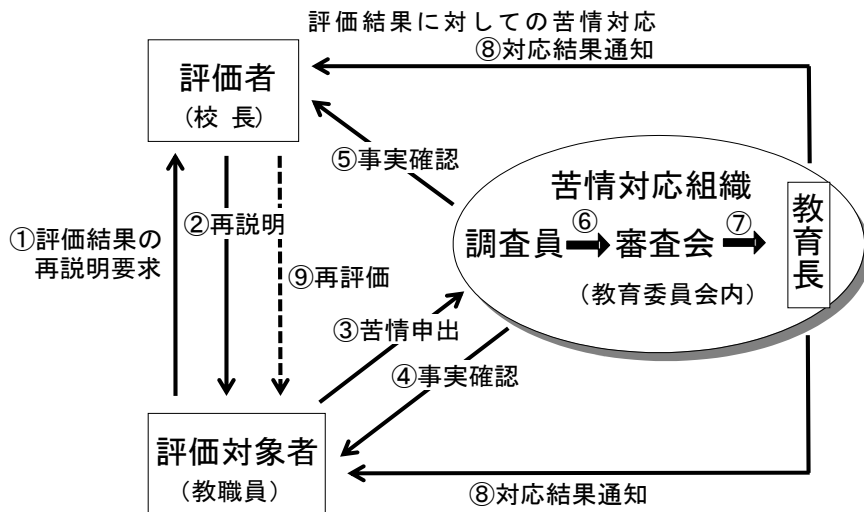 評価結果に対しての苦情対応
⑧対応結果通知
評価者
(校 長)
⑤事実確認
苦情対応組織
調査員
⑥
審査会
⑦
教育長
(教育委員会内)
①評価結果の
再説明要求
②再説明
⑨再評価
③苦情申出
④事実確認
評価対象者
(教職員)
⑧対応結果通知